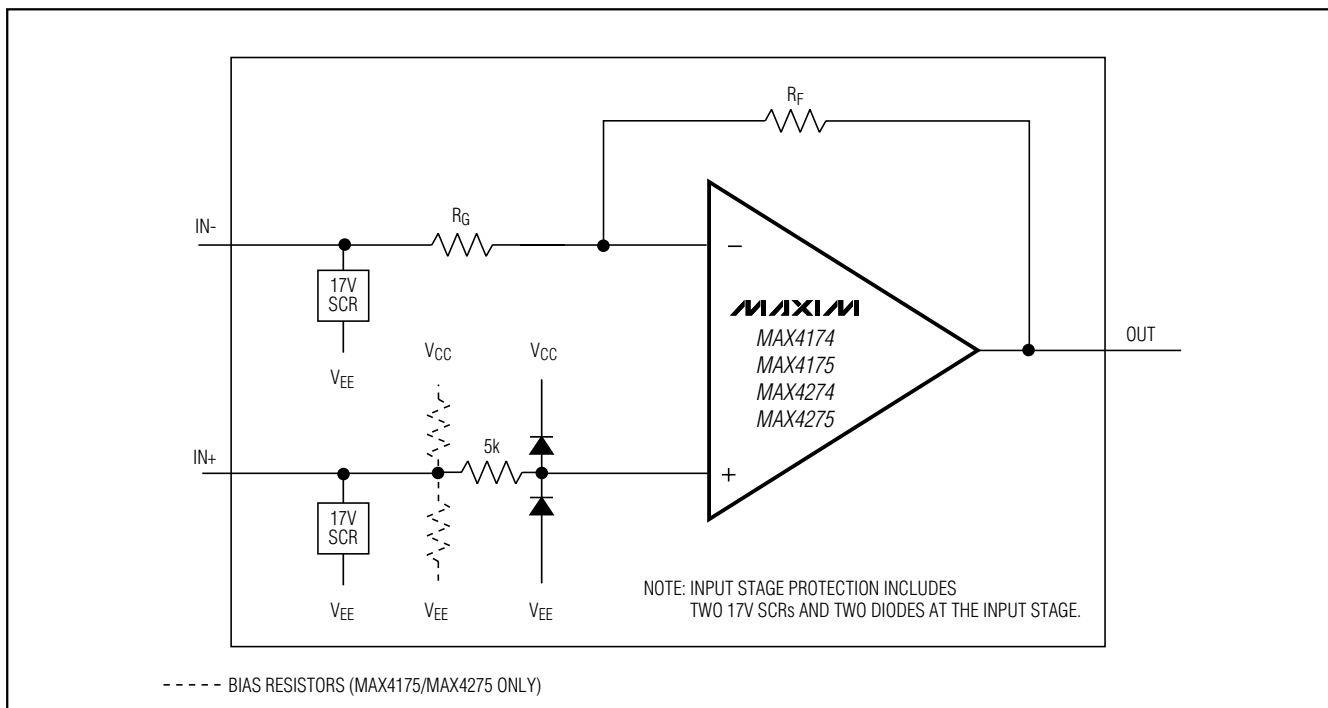 RF
IN-
RG
17V
SCR
VEE
MAXIM
MAX4174
MAX4175
MAX4274
MAX4275
−
+
OUT
VCC
VCC
IN+
5k
17V
SCR
VEE
VEE
VEE
NOTE: INPUT STAGE PROTECTION INCLUDES
TWO 17V SCRs AND TWO DIODES AT THE INPUT STAGE.
----- BIAS RESISTORS (MAX4175/MAX4275 ONLY)